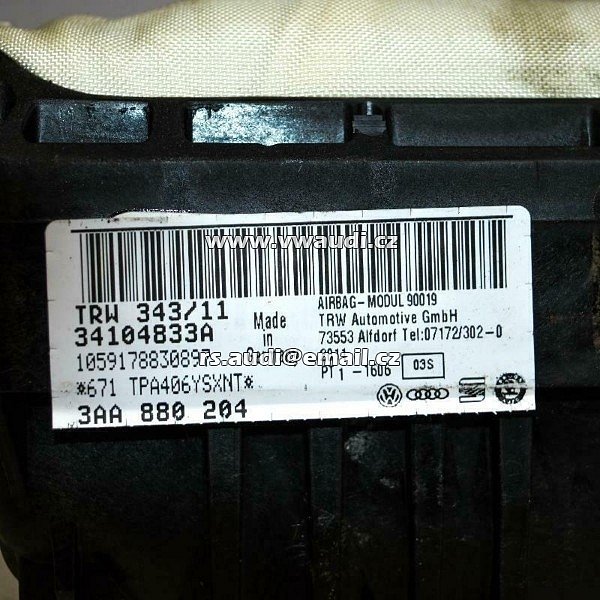 www.vwaudi.cz
TRW 343/11
34104833A
*671 TPA406YSXNT*
3AA 880 204
Made
in
AIRBAG-MODUL 90019
TRW Automotive GmbH
73553 Alfdorf Tel:07172/302-0
PT1 -1606
03S
rs.audi@email.cz